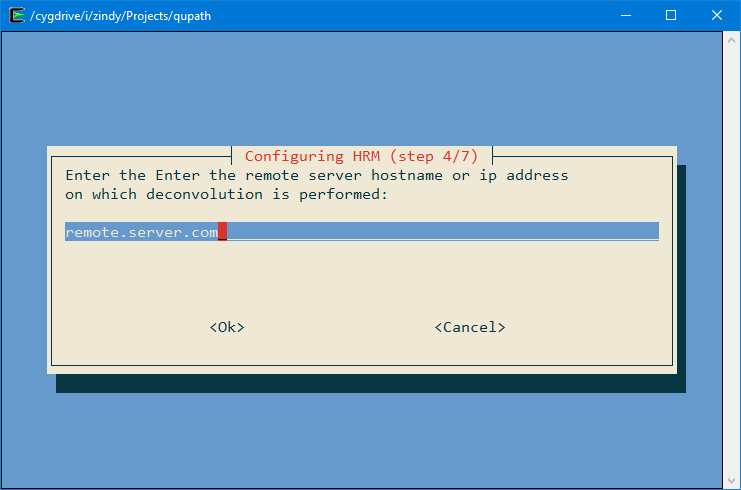 /cygdrive/i/zindy/Projects/qupath
Configuring HRM (step 4/7)
Enter the Enter the remote server hostname or ip address
on which deconvolution is performed:
remote.server.com
<Ok> <Cancel>